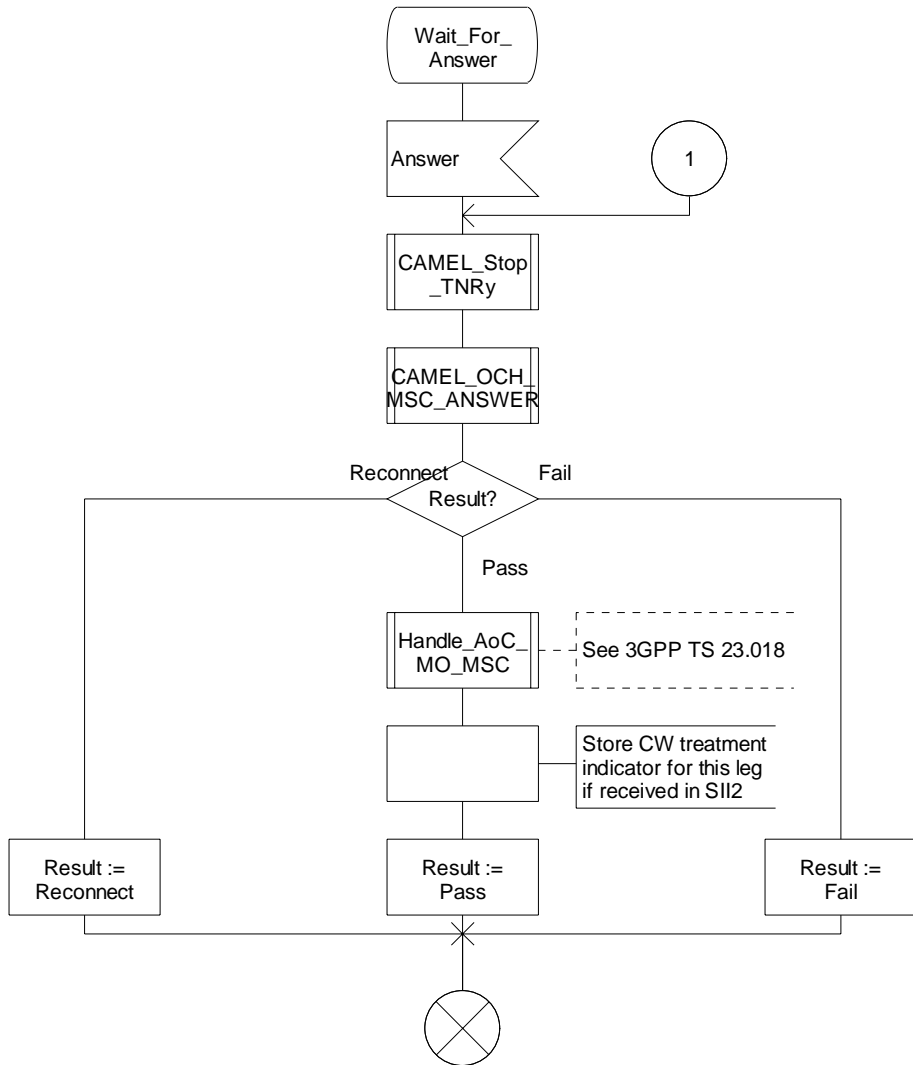 Wait_For_
Answer
Answer
1
CAMEL_Stop
_TNRy
CAMEL_OCH_
MSC_ANSWER
Reconnect
Fail
Result?
Pass
Handle_AoC_
MO_MSC
See 3GPP TS 23.018
Store CW treatment
indicator for this leg
if received in SII2
Result :=
Reconnect
Result :=
Pass
Result :=
Fail